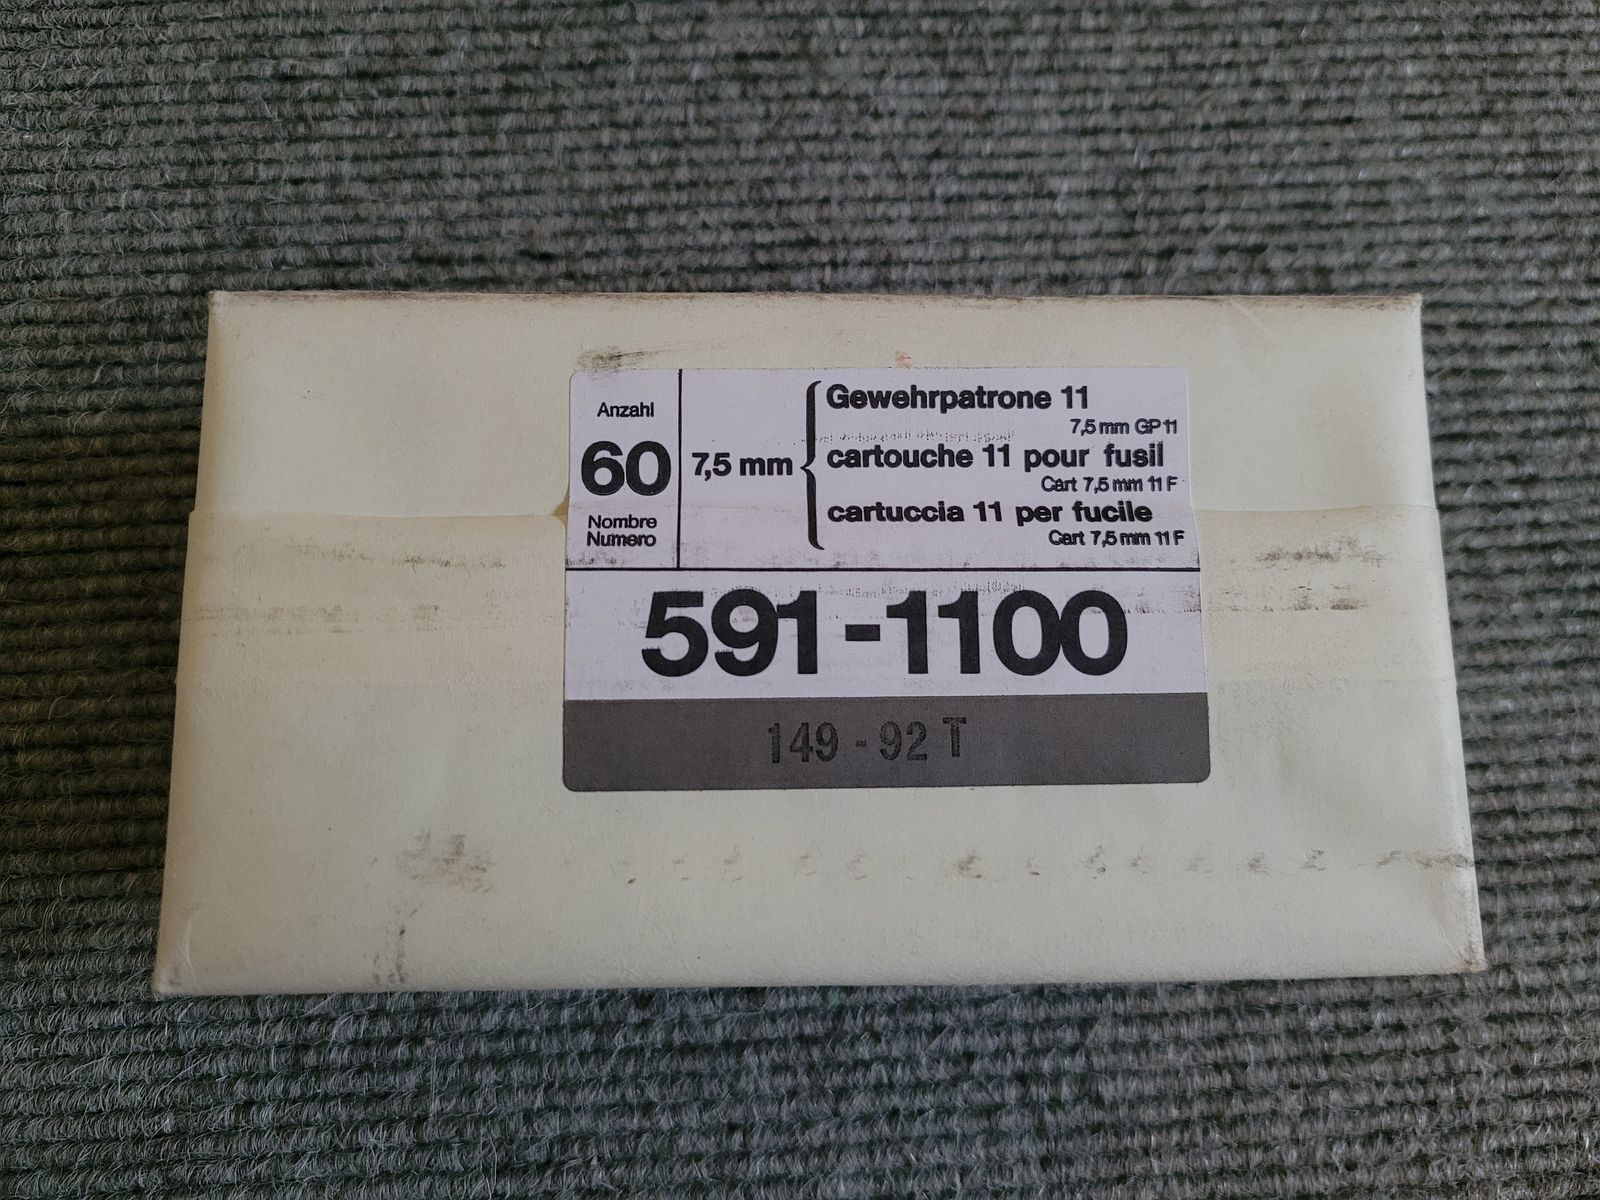 Anzahl
60
Nombre
Numero
7,5 mm
Gewehrpatrone 11
7,5 mm GP 11
cartouche 11 pour fusil
Cart 7,5 mm 11 F
cartuccia 11 per fucile
Cart 7,5 mm 11 F
591-1100
149 - 92 T